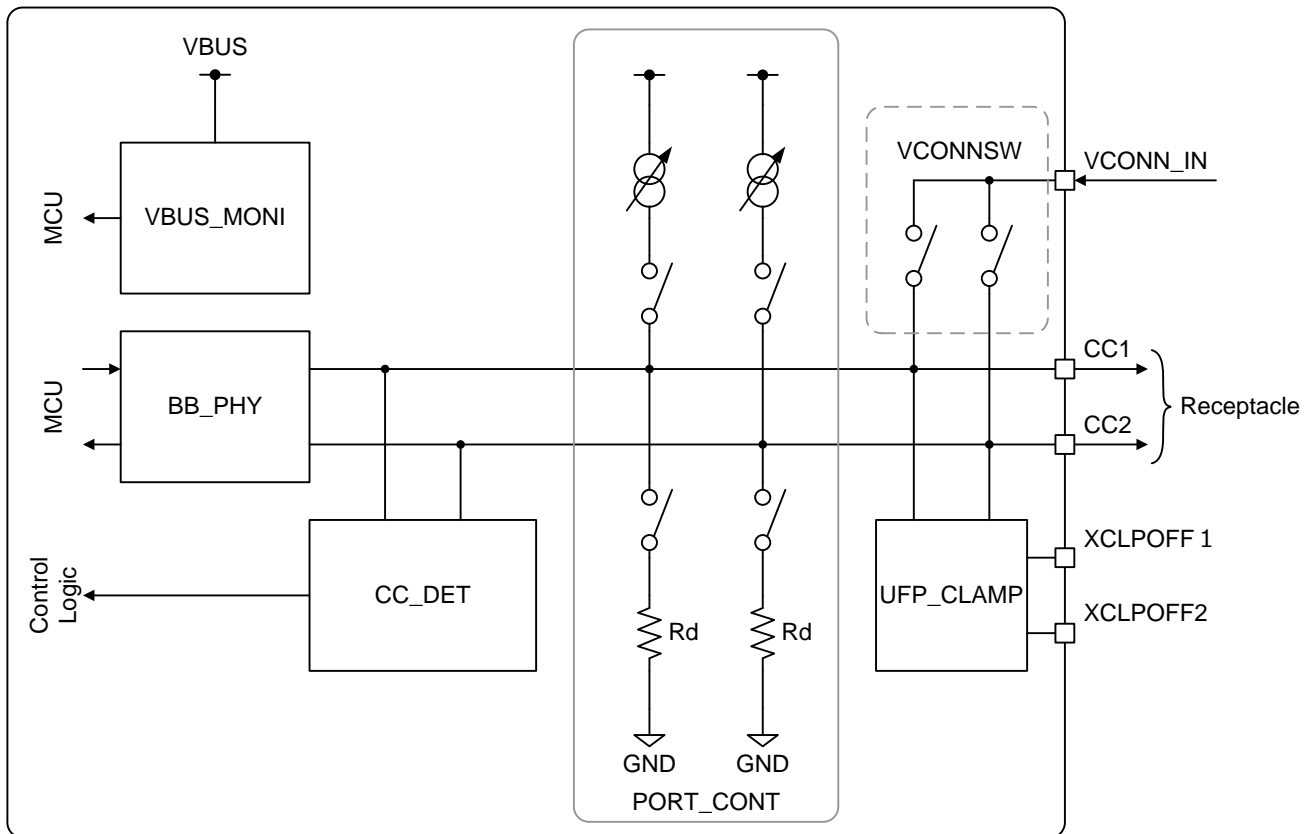 VBUS
VCONNSW
VCONN_IN
MCU
VBUS_MONI
CC1
BB_PHY
MCU
Receptacle
CC2
XCLPOFF 1
Control
Logic
CC_DET
UFP_CLAMP
XCLPOFF2
Rd
Rd
GND
GND
PORT_CONT